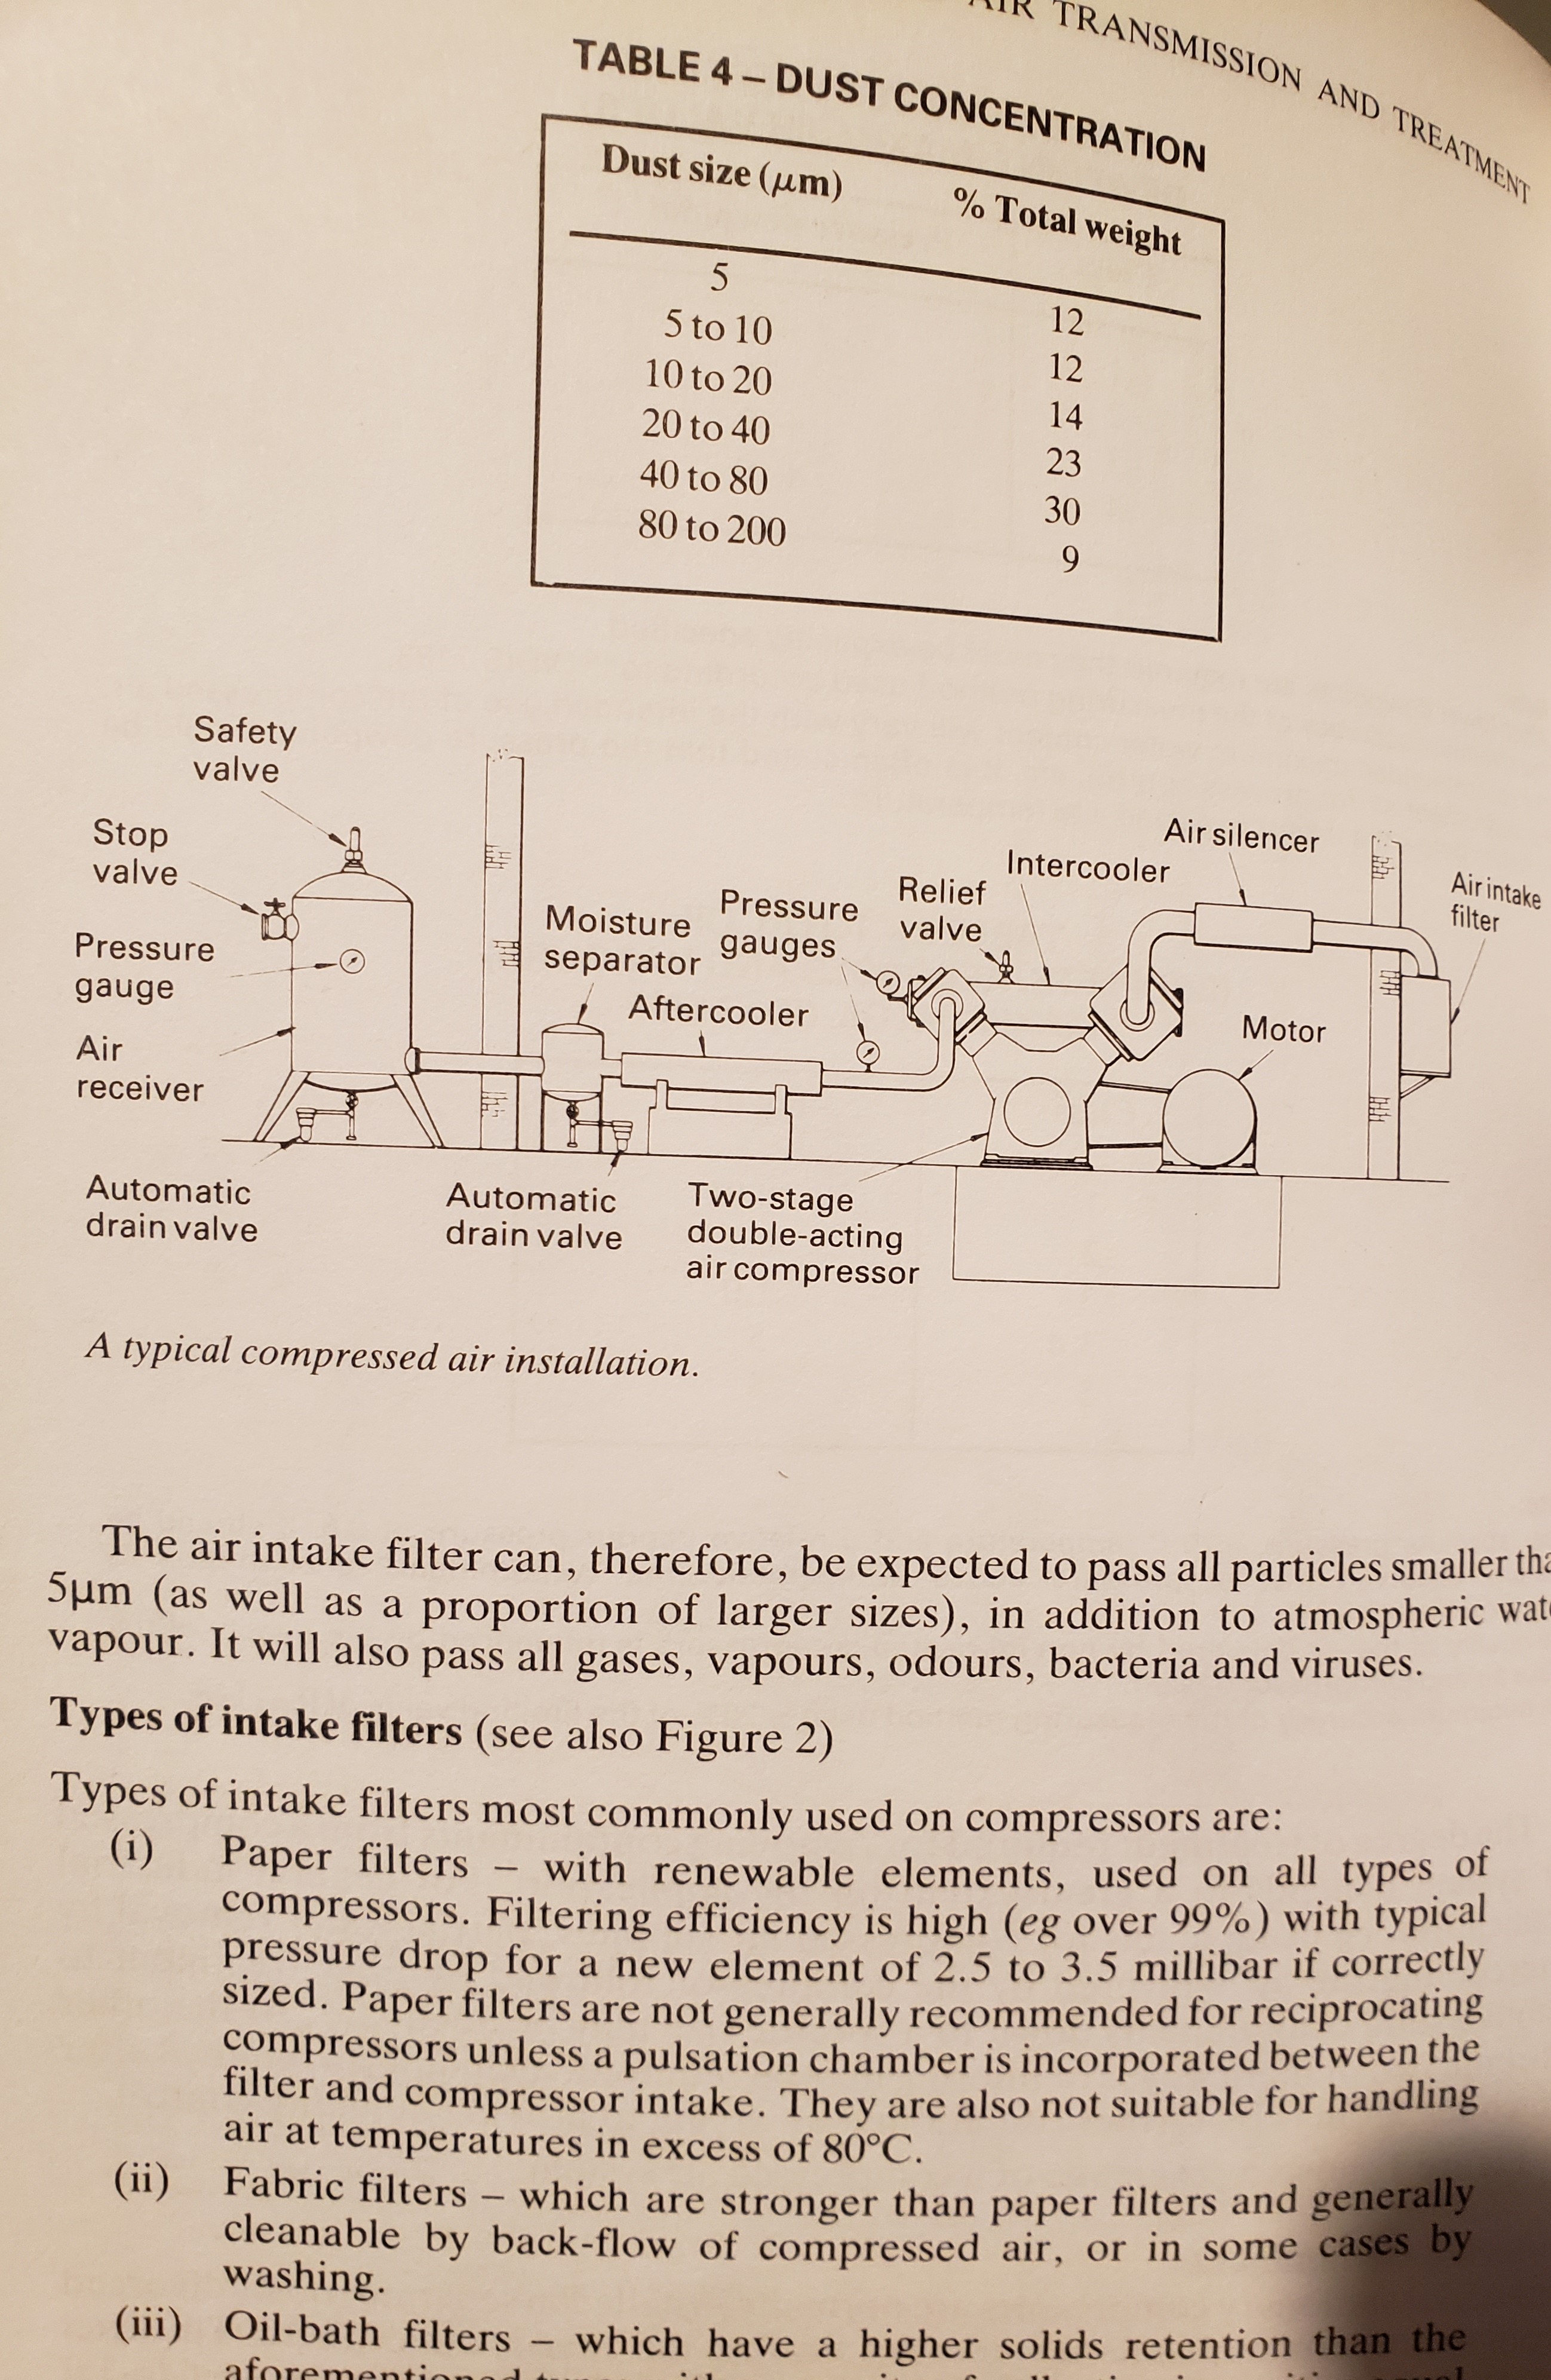 AIR TRANSMISSION AND TREATMENT
TABLE 4 – DUST CONCENTRATION
Dust size (μm) % Total weight
5 12
5 to 10 12
10 to 20 14
20 to 40 23
40 to 80 30
80 to 200 9
Safety
valve
Stop
valve
Pressure
gauge
Air
receiver
Automatic
drain valve
Moisture
separator
Aftercooler
Automatic
drain valve
Pressure
gauges
Relief
valve
Intercooler
Air silencer
Air intake
filter
Motor
Two-stage
double-acting
air compressor
A typical compressed air installation.
The air intake filter can, therefore, be expected to pass all particles smaller
5μm (as well as a proportion of larger sizes), in addition to atmospheric
vapour. It will also pass all gases, vapours, odours, bacteria and viruses.
Types of intake filters (see also Figure 2)
Types of intake filters most commonly used on compressors are:
(i) Paper filters – with renewable elements, used on all types of
compressors. Filtering efficiency is high (eg over 99%) with typical
pressure drop for a new element of 2.5 to 3.5 millibar if correctly
sized. Paper filters are not generally recommended for reciprocating
compressors unless a pulsation chamber is incorporated between the
filter and compressor intake. They are also not suitable for handling
air at temperatures in excess of 80°C.
(ii) Fabric filters – which are stronger than paper filters and generally
cleanable by back-flow of compressed air, or in some cases by
washing.
(iii) Oil-bath filters – which have a higher solids retention than the